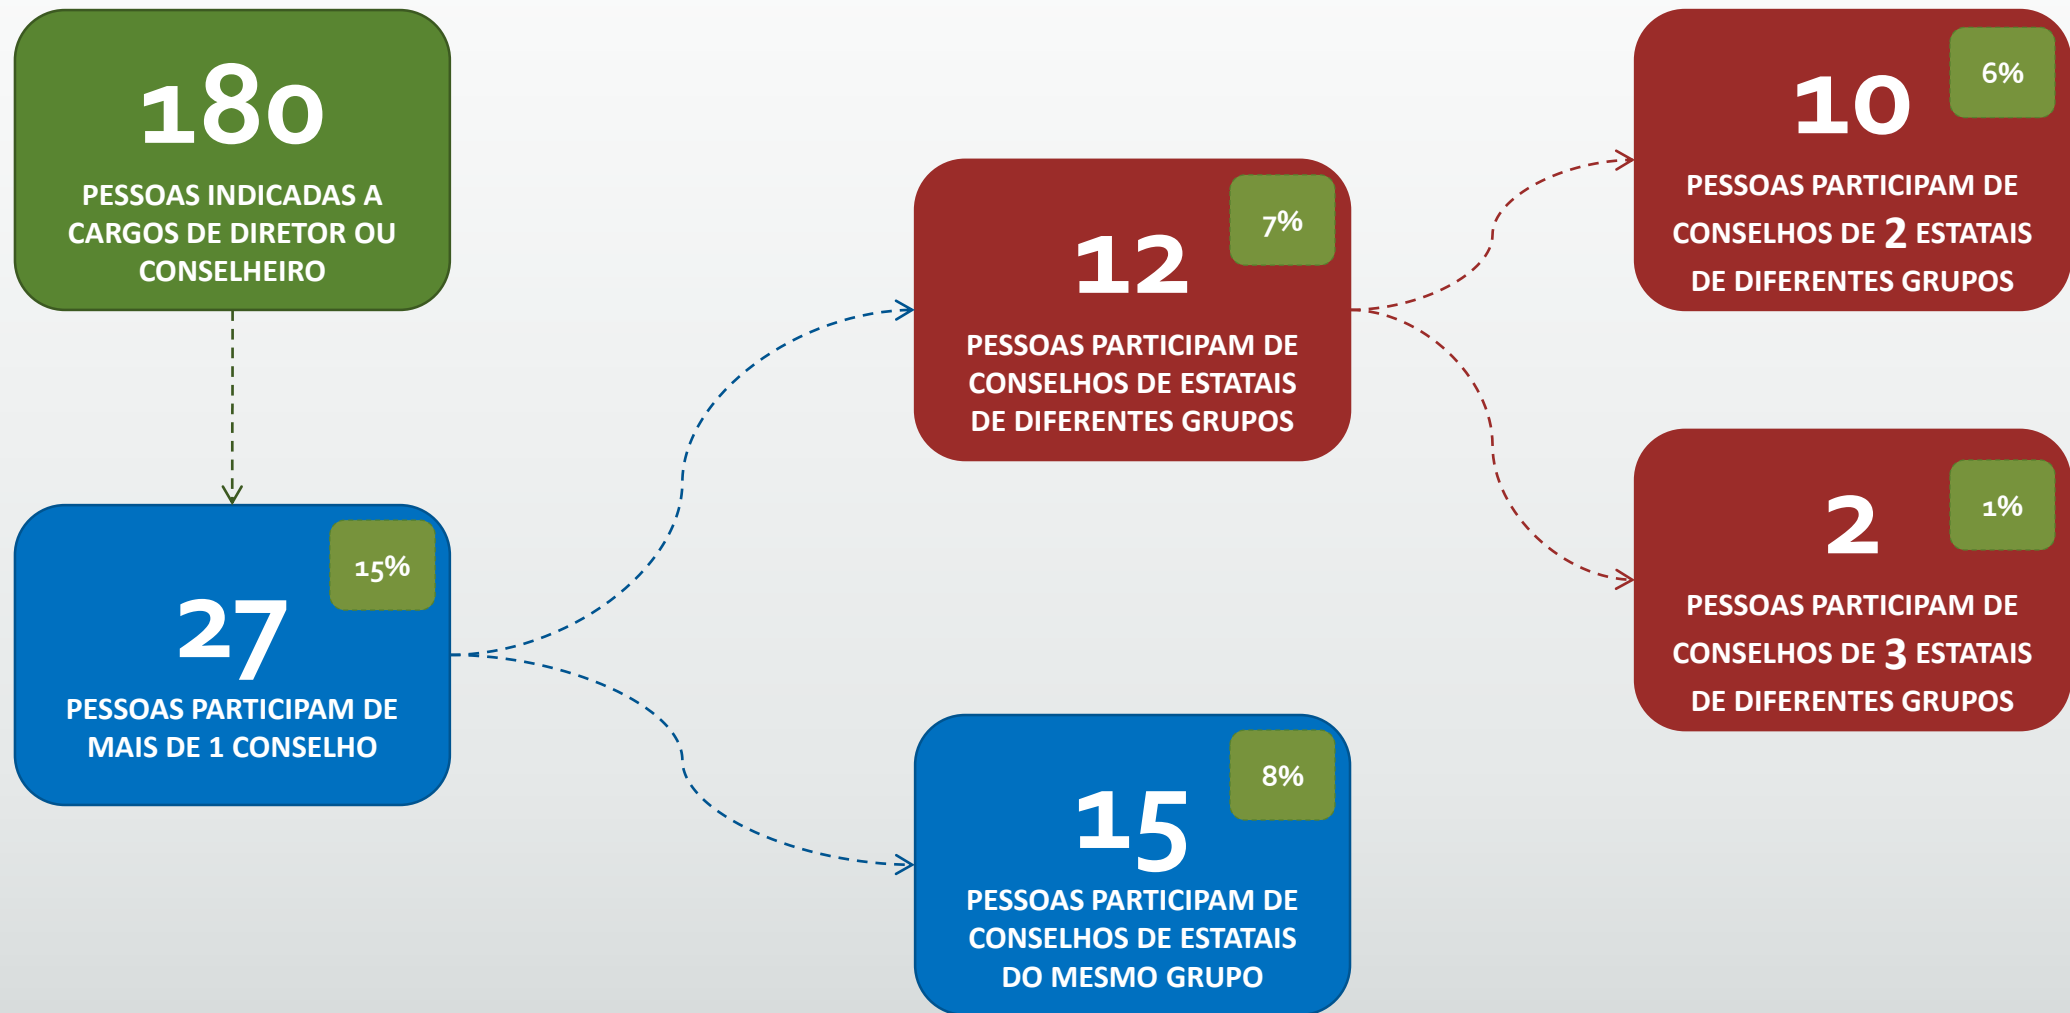 180
PESSOAS INDICADAS A
CARGOS DE DIRETOR OU
CONSELHEIRO
15%
27
PESSOAS PARTICIPAM DE
MAIS DE 1 CONSELHO
7%
12
PESSOAS PARTICIPAM DE
CONSELHOS DE ESTATAIS
DE DIFERENTES GRUPOS
8%
15
PESSOAS PARTICIPAM DE
CONSELHOS DE ESTATAIS
DO MESMO GRUPO
6%
10
PESSOAS PARTICIPAM DE
CONSELHOS DE 2 ESTATAIS
DE DIFERENTES GRUPOS
1%
2
PESSOAS PARTICIPAM DE
CONSELHOS DE 3 ESTATAIS
DE DIFERENTES GRUPOS